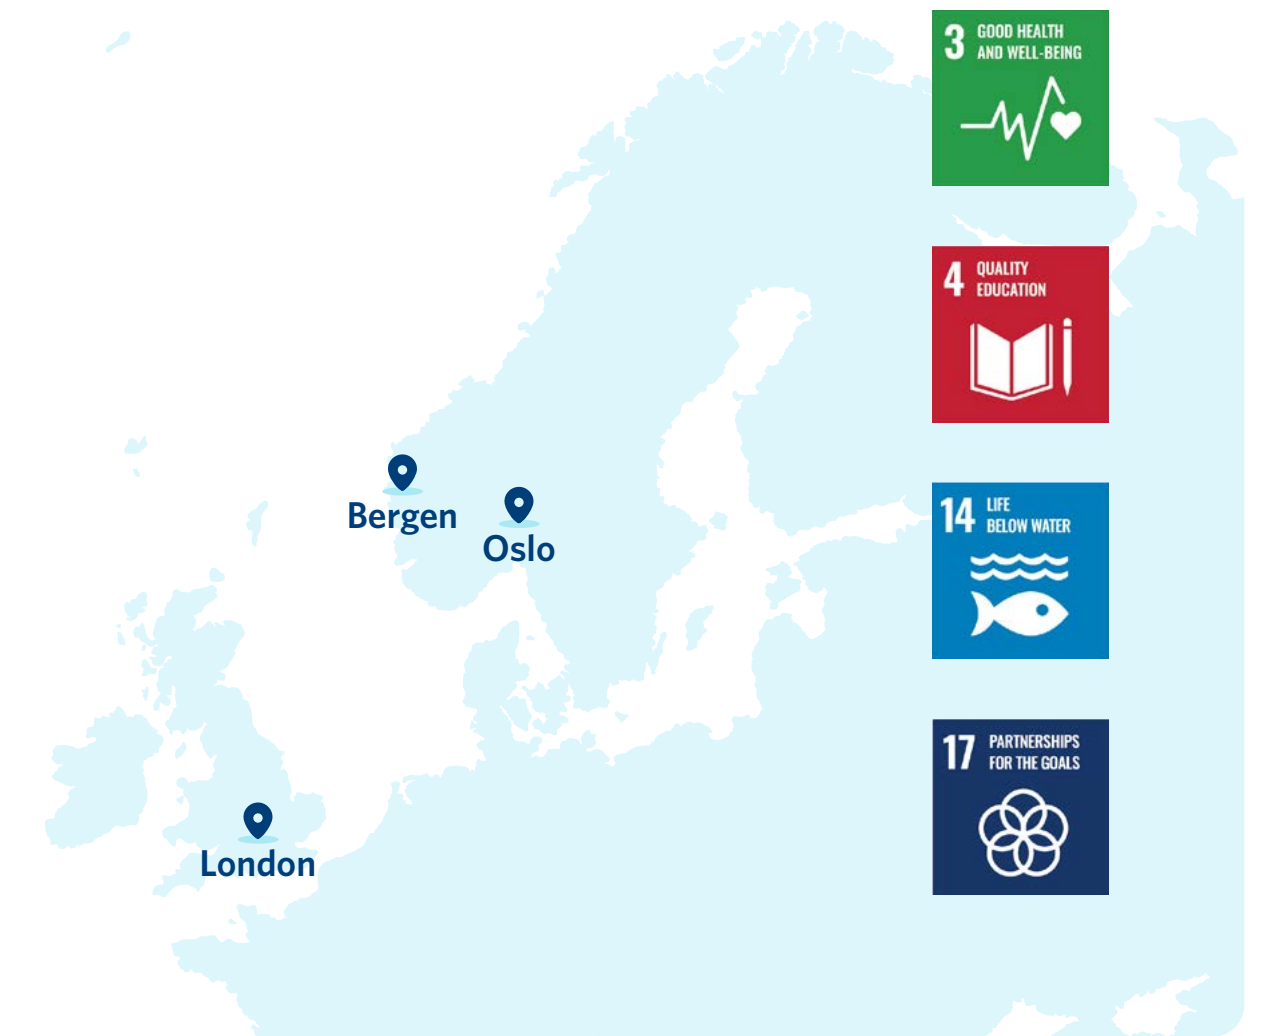 3
GOOD HEALTH
AND WELL-BEING
4
QUALITY
EDUCATION
Bergen
Oslo
14
LIFE
BELOW WATER
17
PARTNERSHIPS
FOR THE GOALS
London